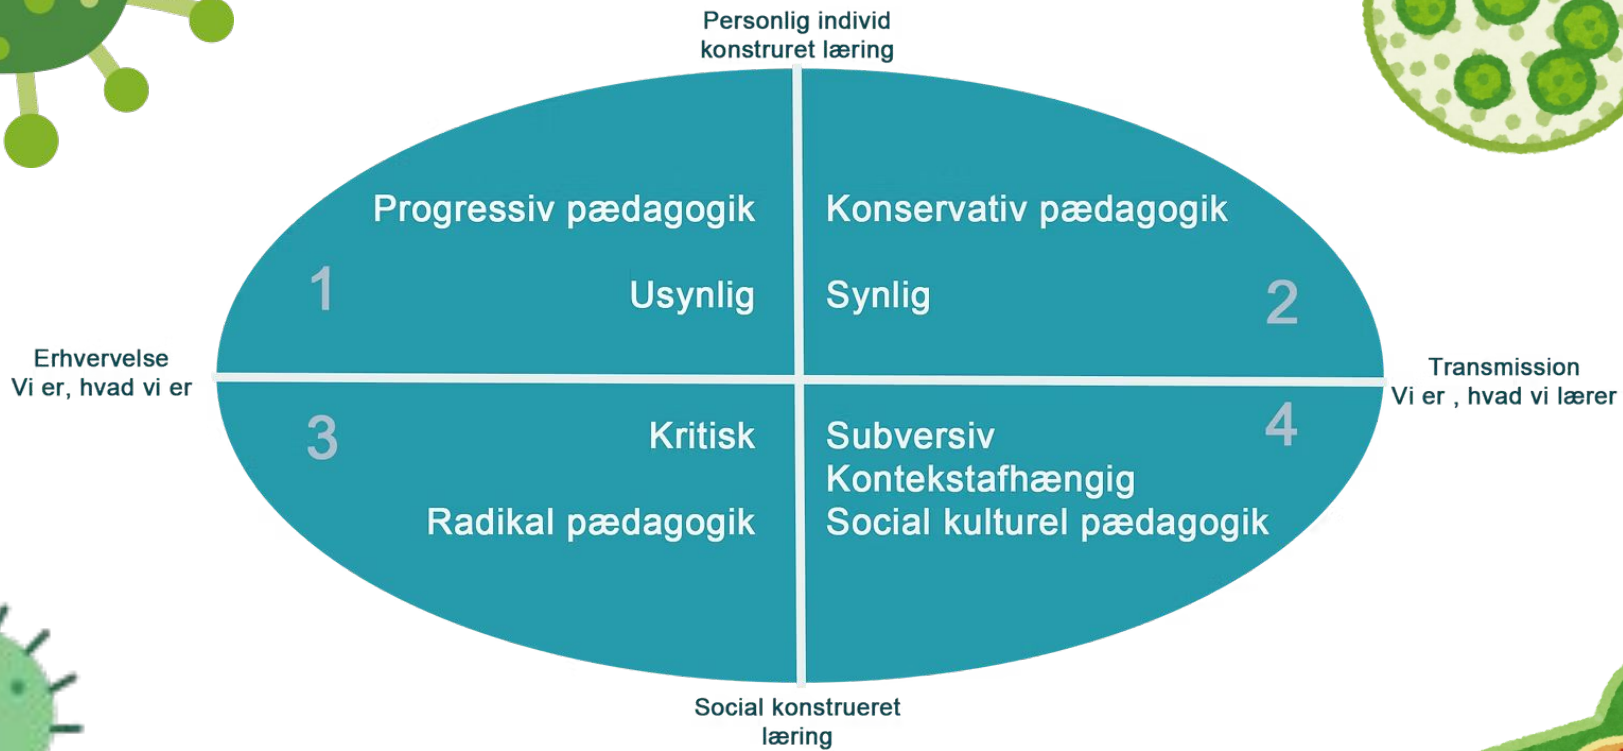 Personlig individ
konstruret læring
Progressiv pædagogik
Konservativ pædagogik
1
Usynlig
Synlig
2
Erhvervelse
Vi er, hvad vi er
Transmission
Vi er , hvad vi lærer
3
Kritisk
Radikal pædagogik
Subversiv
4
Kontekstafhængig
Social kulturel pædagogik
Social konstrueret
læring